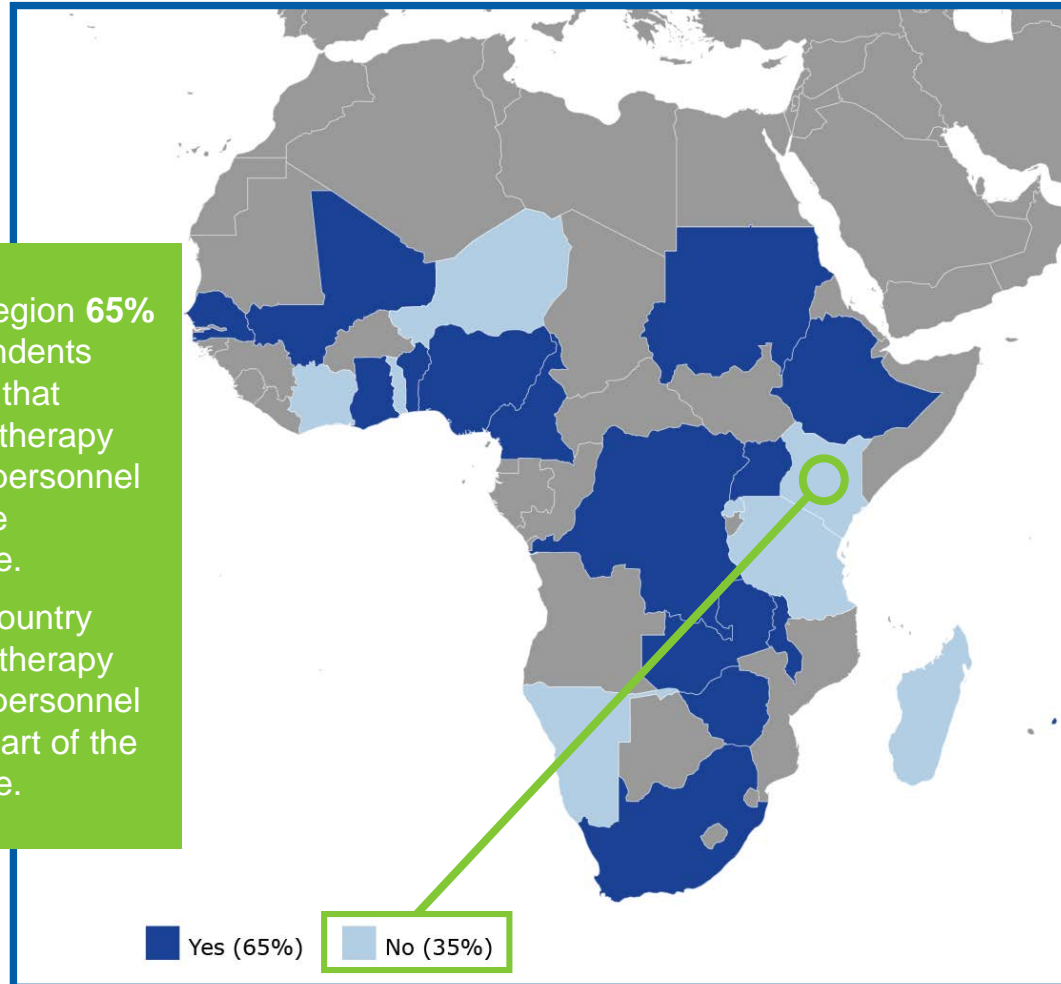 egion 65%
ndents
that
therapy
personnel
e
e.
ountry
therapy
personnel
art of the
e.
Yes (65%)
No (35%)